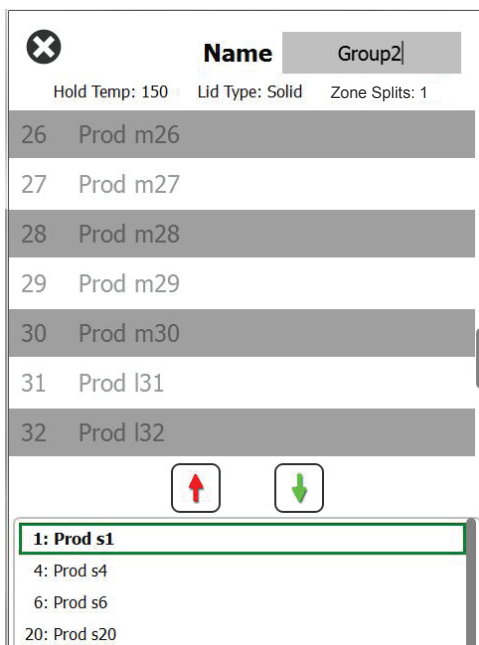 Name Group2
Hold Temp: 150 Lid Type: Solid Zone Splits: 1
26 Prod m26
27 Prod m27
28 Prod m28
29 Prod m29
30 Prod m30
31 Prod l31
32 Prod l32
1: Prod s1
4: Prod s4
6: Prod s6
20: Prod s20